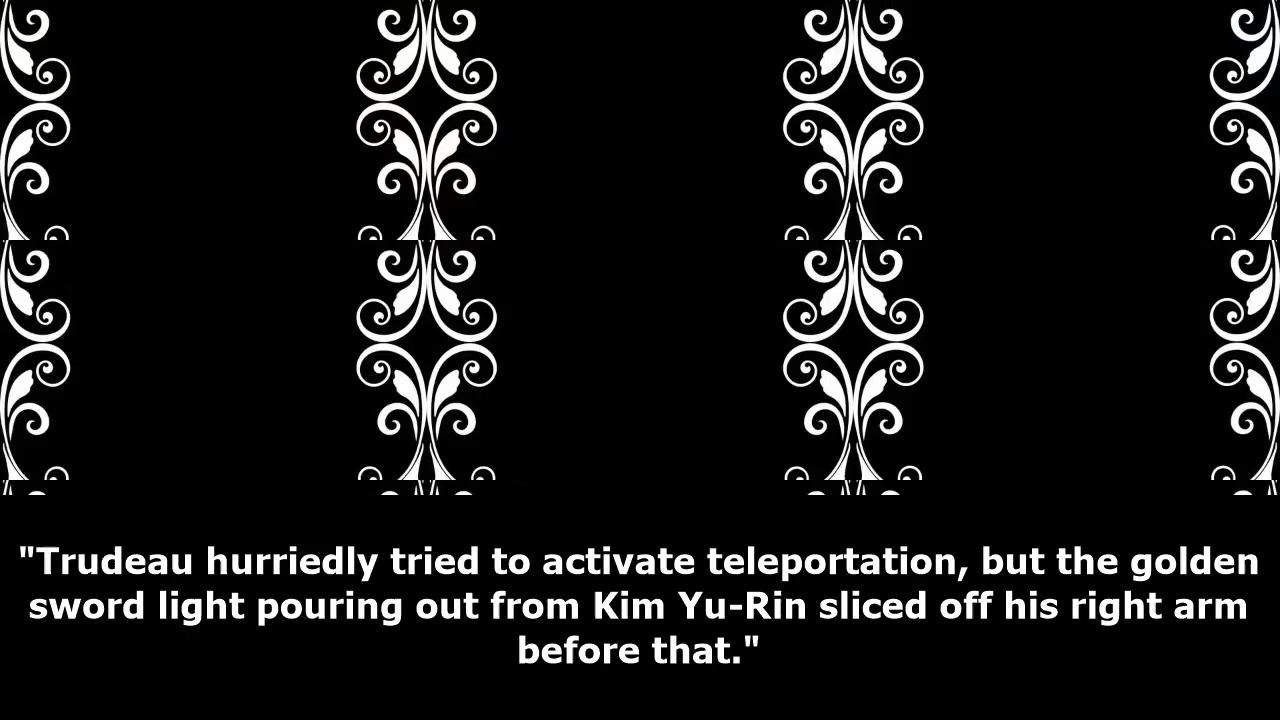 "Trudeau hurriedly tried to activate teleportation, but the golden
sword light pouring out from Kim Yu-Rin sliced off his right arm
before that."